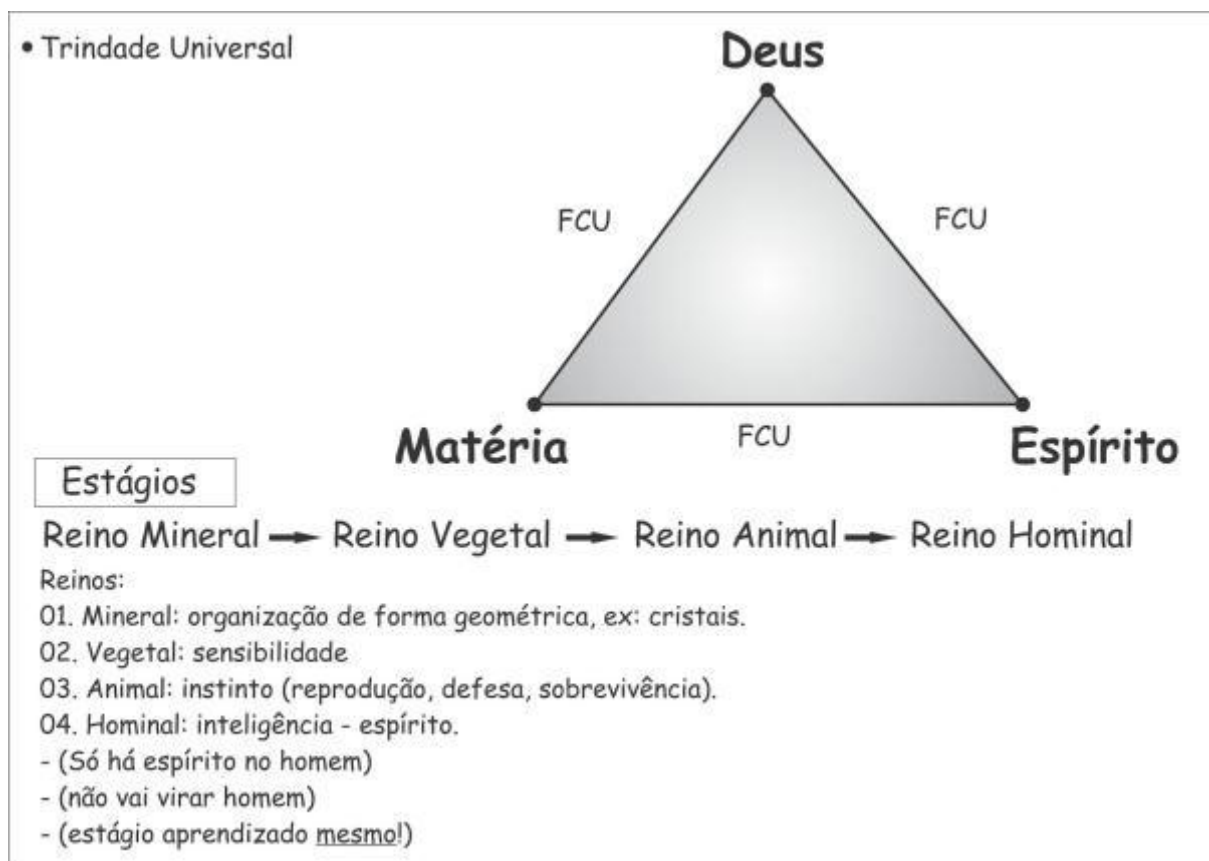 • Trindade Universal
Deus
FCU
FCU
Matéria
FCU
Espírito
Estágios
Reino Mineral → Reino Vegetal → Reino Animal → Reino Hominal
Reinos:
01. Mineral: organização de forma geométrica, ex: cristais.
02. Vegetal: sensibilidade
03. Animal: instinto (reprodução, defesa, sobrevivência).
04. Hominal: inteligência - espírito.
- (Só há espírito no homem)
- (não vai virar homem)
- (estágio aprendizado mesmo!)